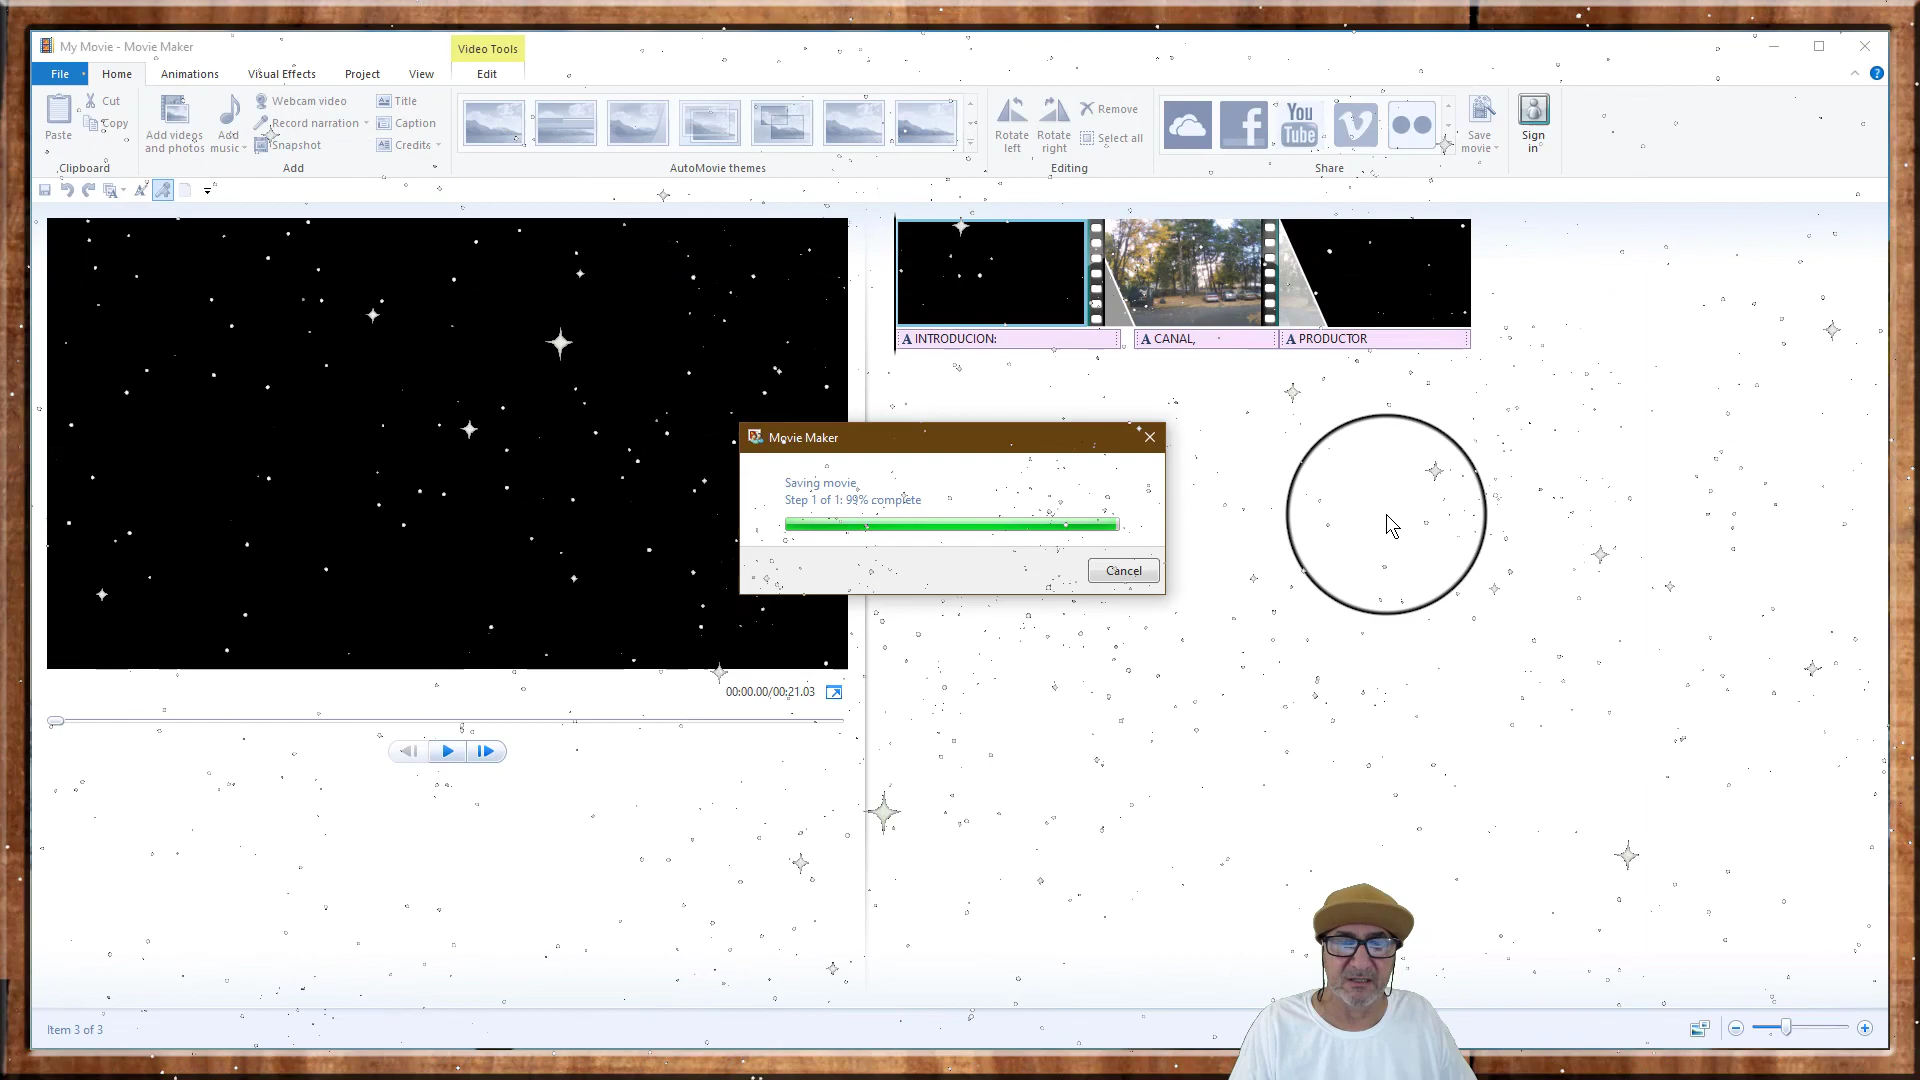 My Movie - Movie Maker
Video Tools
File
Home
Animations
Visual Effects
Project
View
Edit
Paste
Cut
Copy
Clipboard
Add videos
and photos
Add
music
Webcam video
Record narration
Snapshot
Title
Caption
Credits
Add
AutoMovie themes
Rotate
left
Rotate
right
Remove
Select all
Editing
You
Tube
Share
Save
movie
Sign
in
A INTRODUCION:
A CANAL,
A PRODUCTOR
Movie Maker
Saving movie
Step 1 of 1: 99% complete
Cancel
00:00.00/00:21.03
Item 3 of 3